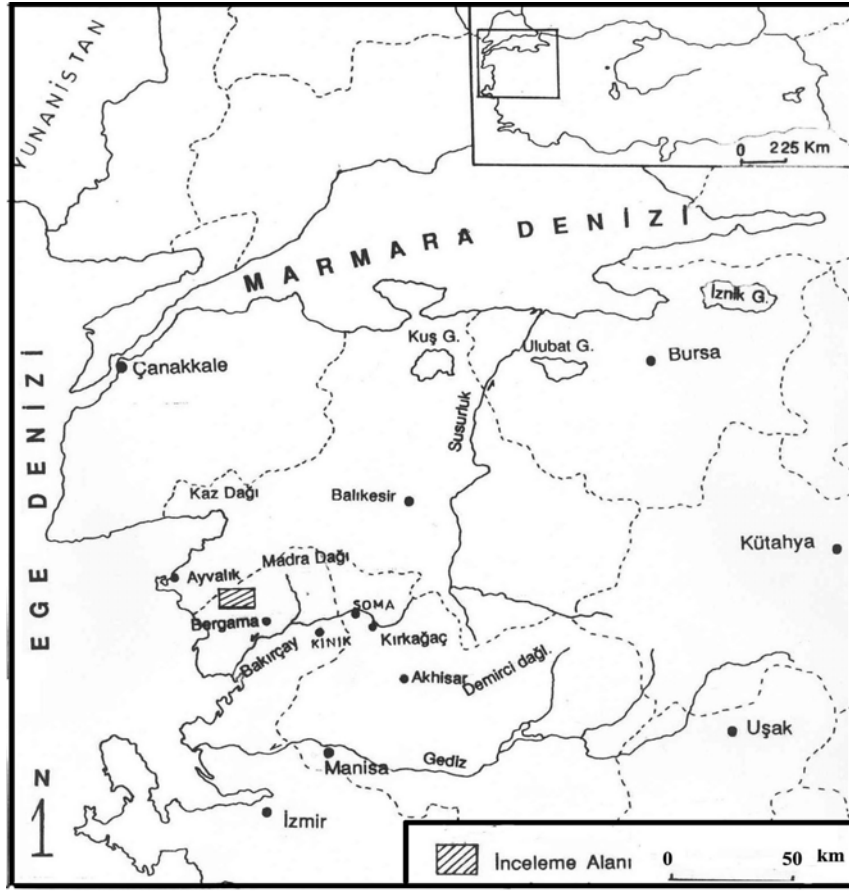 YUNANİSTAN
0 225 Km
MARMARA DENİZİ
İznik G.
Kuş G.
Ulubat G.
Bursa
Çanakkale
EGE DENİZİ
Susurluk
Kaz Dağı
Balıkesir
Kütahya
Madra Dağı
Ayvalık
SOMA
Bergama
KINIK
Kırkağaç
Bakırçay
Akhisar
Demirci dağl.
Uşak
Gediz
Manisa
N
İzmir
İnceleme Alanı 0 50 km